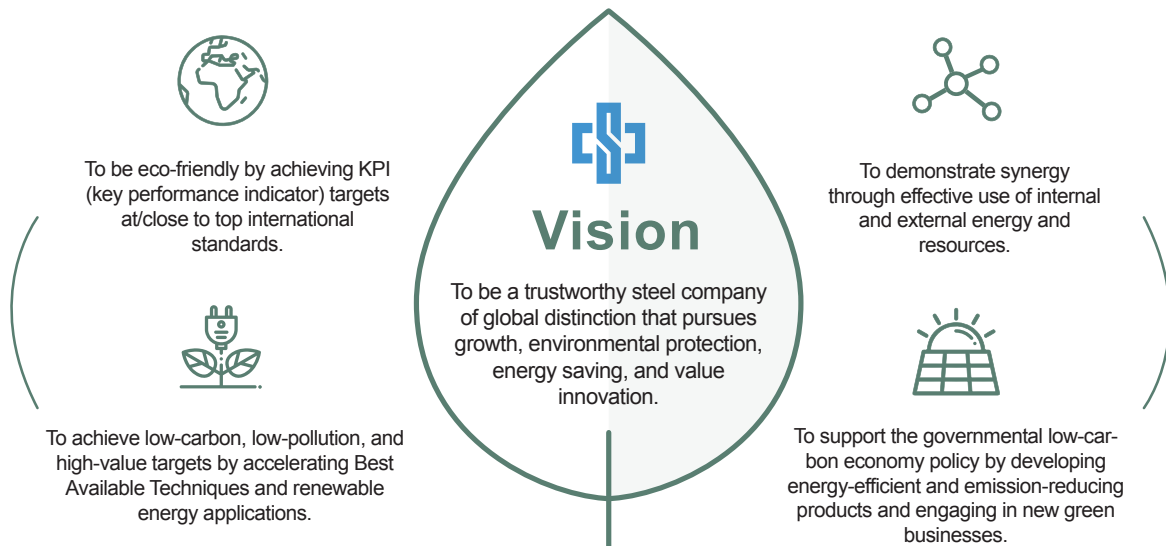 To be eco-friendly by achieving KPI
(key performance indicator) targets
at/close to top international
standards.
To achieve low-carbon, low-pollution, and
high-value targets by accelerating Best
Available Techniques and renewable
energy applications.
Vision
To be a trustworthy steel company
of global distinction that pursues
growth, environmental protection,
energy saving, and value
innovation.
To demonstrate synergy
through effective use of internal
and external energy and
resources.
To support the governmental low-car-
bon economy policy by developing
energy-efficient and emission-reducing
products and engaging in new green
businesses.